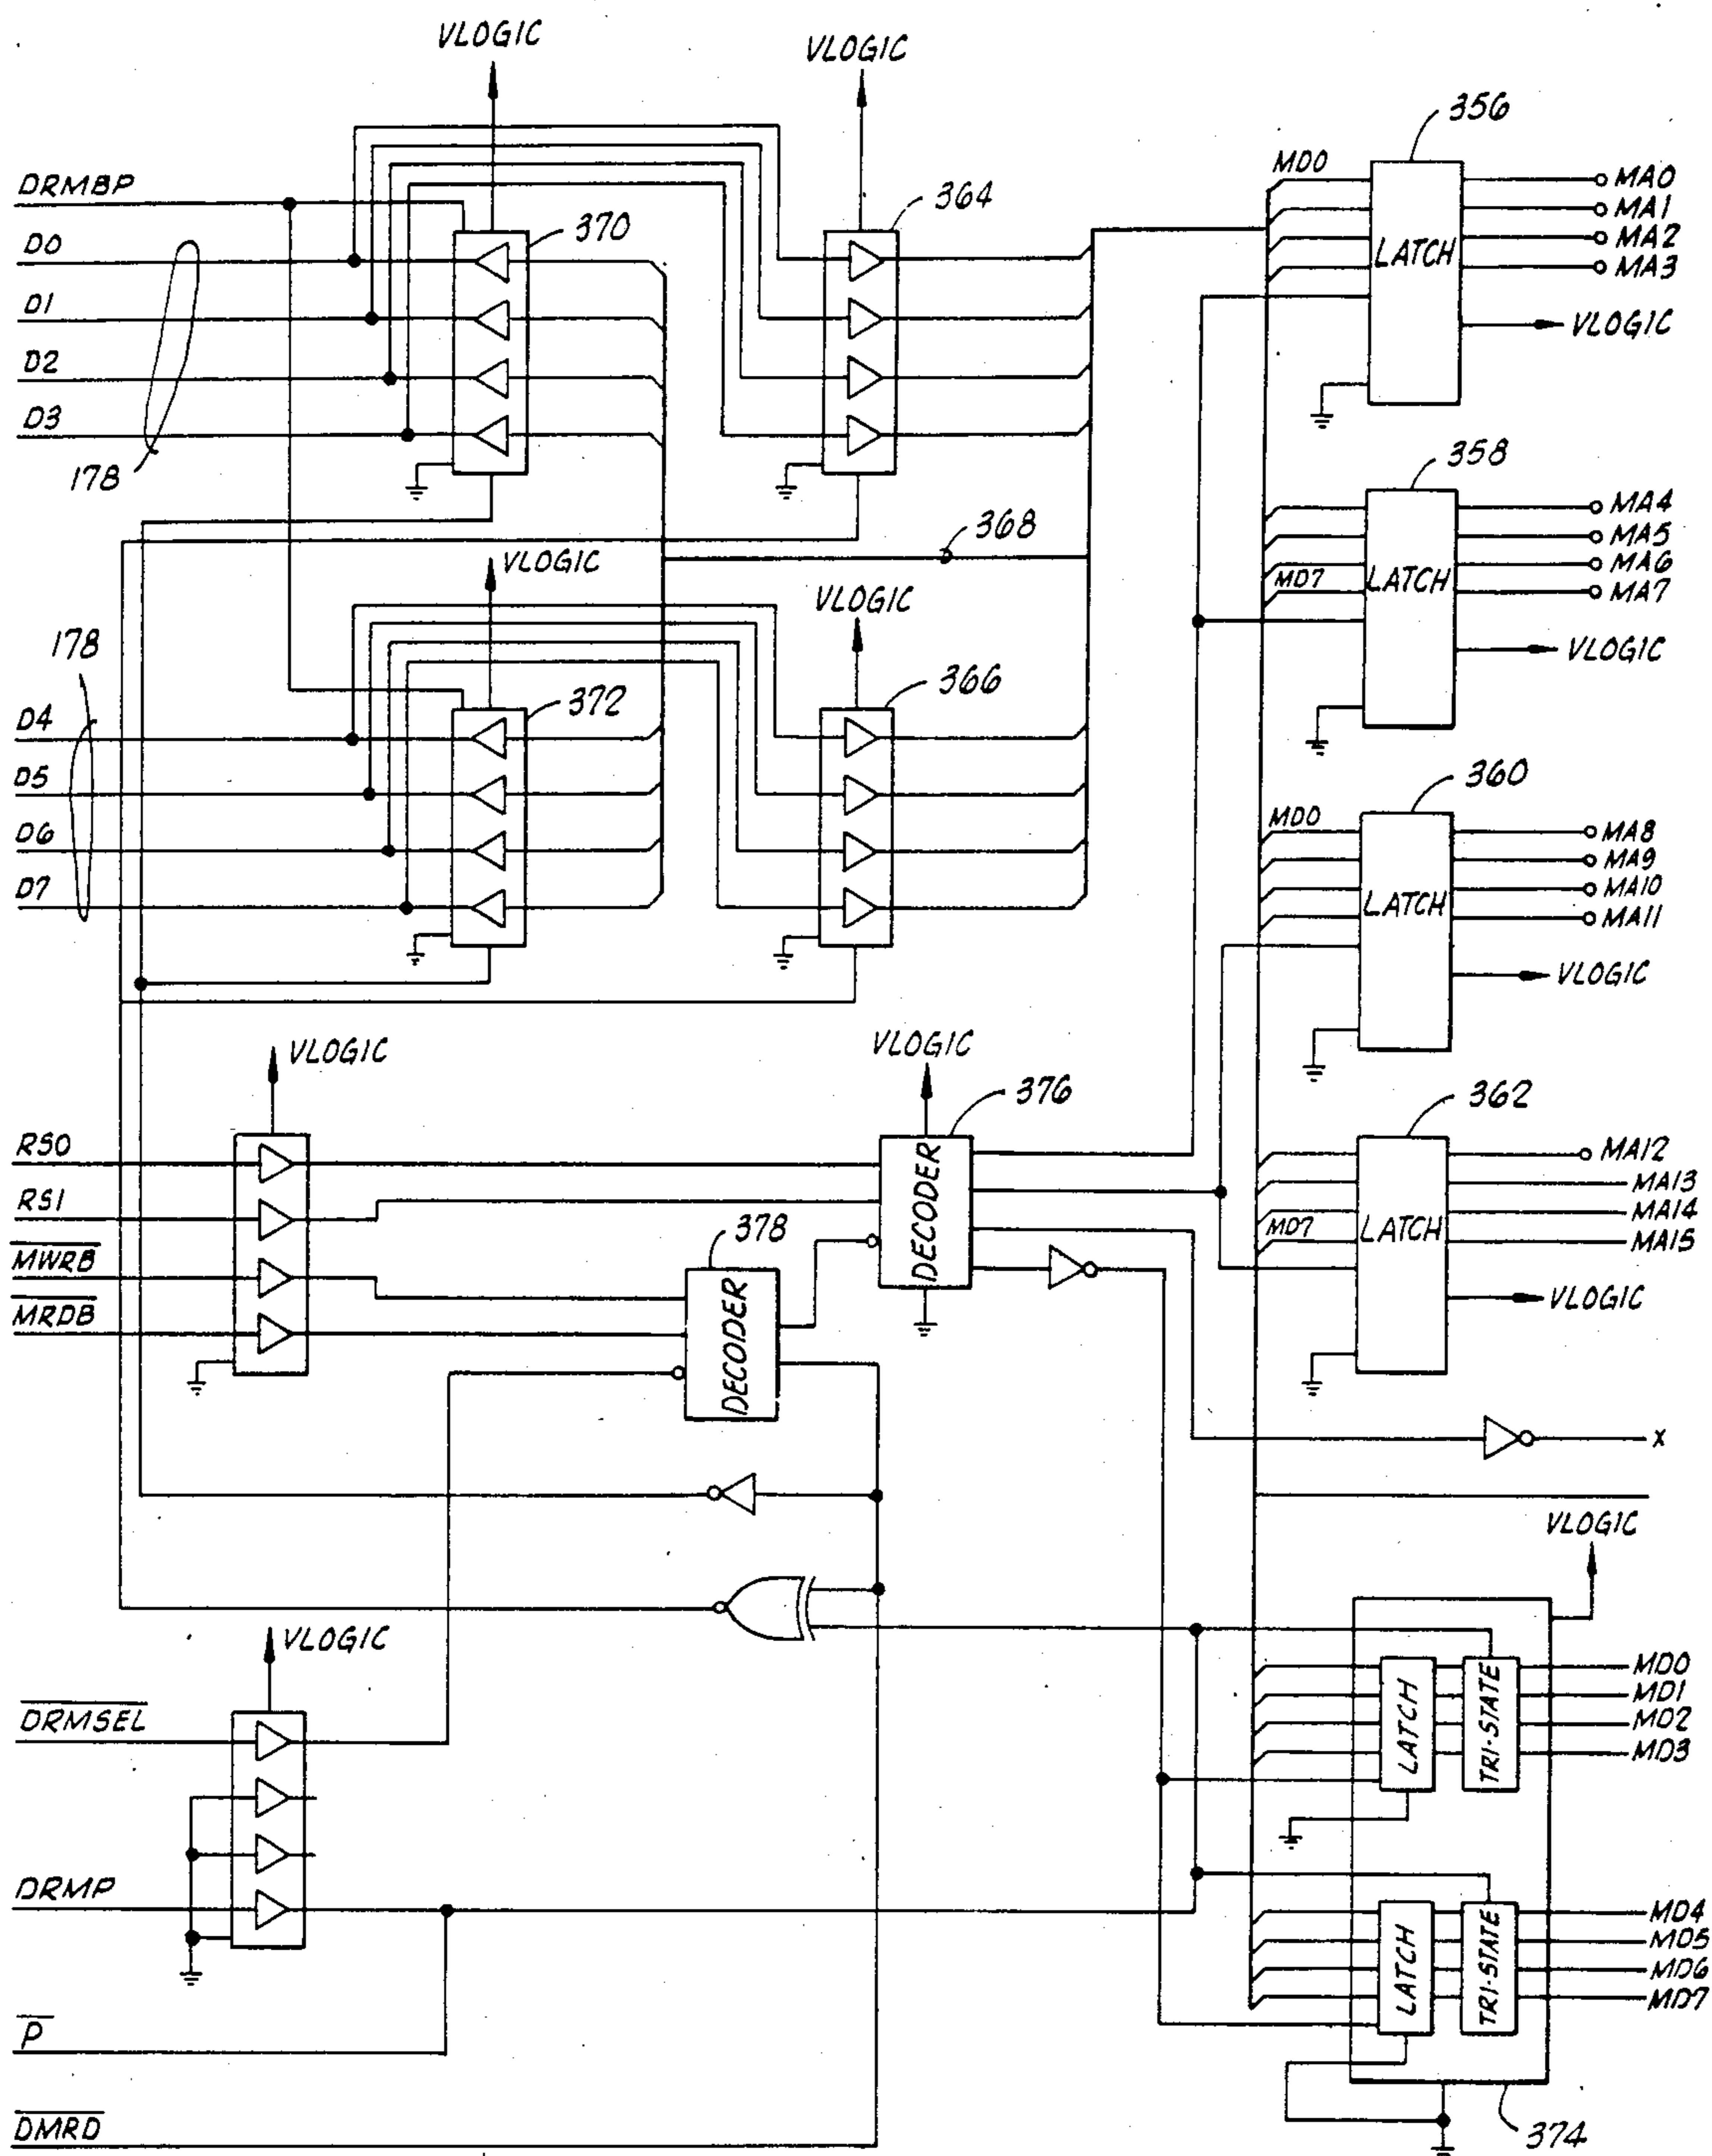 VLOGIC
VLOGIC
356
DRMBP
MD0
MA0
364
MA1
D0
370
MA2
LATCH
MA3
D1
VLOGIC
D2
D3
178
358
MA4
368
MA5
VLOGIC
MA6
MD7
LATCH
MA7
VLOGIC
178
VLOGIC
366
372
D4
360
D5
MD0
MA8
D6
MA9
MA10
LATCH
D7
MA11
VLOGIC
VLOGIC
VLOGIC
376
362
RS0
MA12
DECODER
MA13
RS1
MA14
378
MD7
LATCH
MA15
M̅W̅R̅B̅
VLOGIC
M̅R̅D̅B̅
DECODER
X
VLOGIC
VLOGIC
MD0
D̅R̅M̅S̅E̅L̅
LATCH
TRI-STATE
MD1
MD2
MD3
DRMP
MD4
LATCH
TRI-STATE
MD5
MD6
MD7
P̅
D̅M̅R̅D̅
374